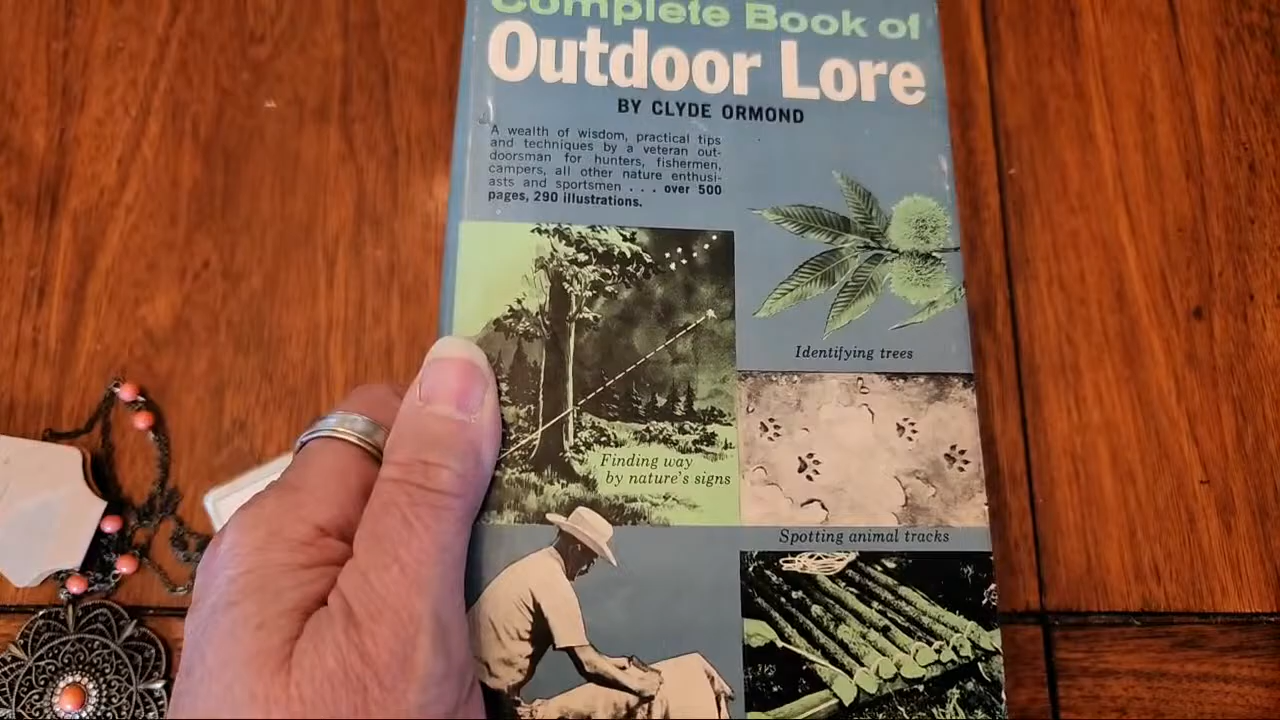 Complete Book of
Outdoor Lore
BY CLYDE ORMOND
A wealth of wisdom, practical tips
and techniques by a veteran out-
doorsman for hunters, fishermen,
campers, all other nature enthusi-
asts and sportsmen . . . over 500
pages, 290 illustrations.
Identifying trees
Finding way
by nature's signs
Spotting animal tracks